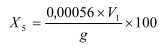 X₅ = 0,00056 × V₁ / g × 100